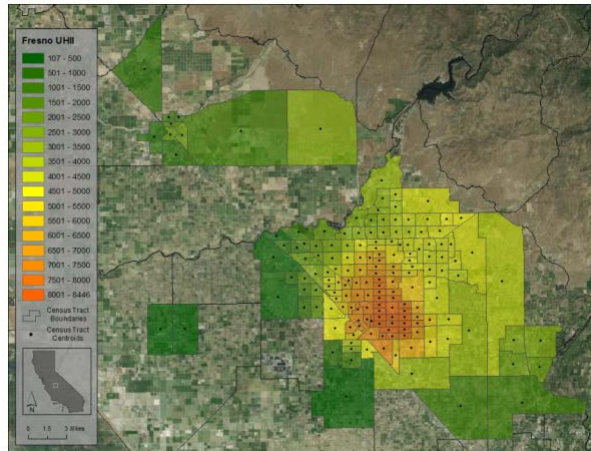 Fresno UHII
107 - 500
501 - 1000
1001 - 1500
1501 - 2000
2001 - 2500
2501 - 3000
3001 - 3500
3501 - 4000
4001 - 4500
4501 - 5000
5001 - 5500
5501 - 6000
6001 - 6500
6501 - 7000
7001 - 7500
7501 - 8000
8001 - 8446
Census Tract
Boundaries
Census Tract
Centroids
N
0 1.5 3 Miles